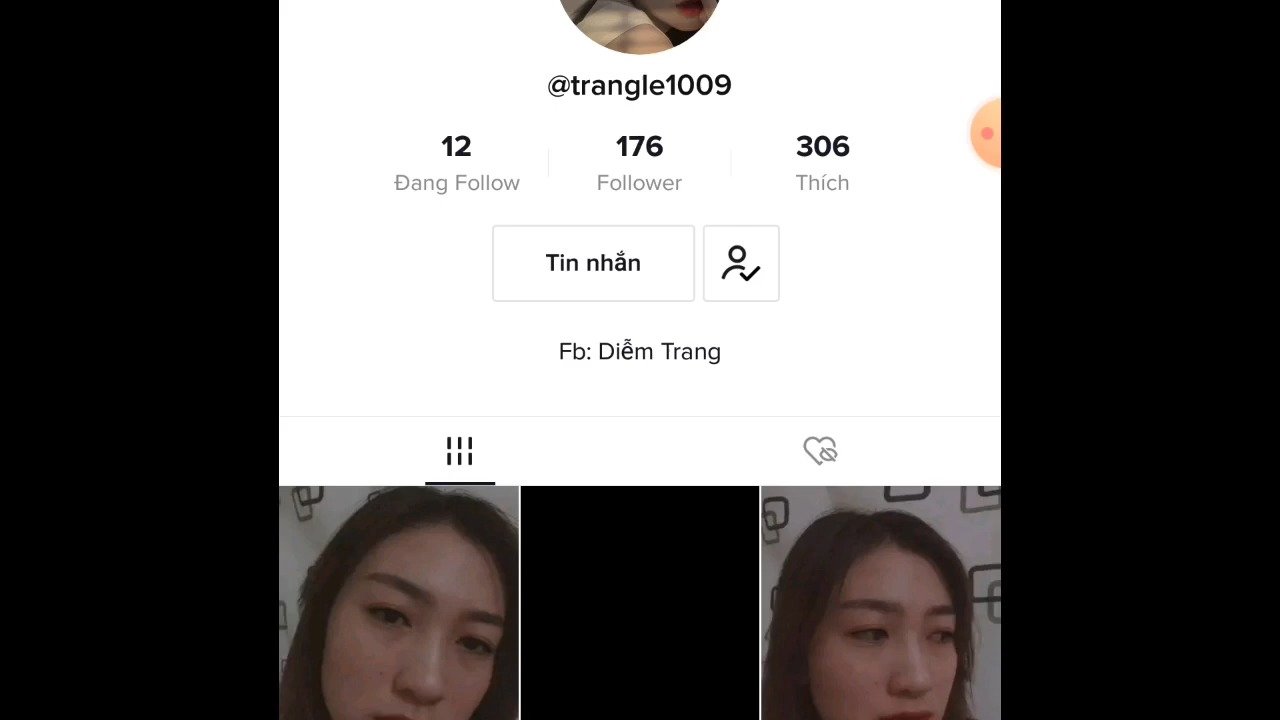 @trangle1009
12 176 306
Đang Follow Follower Thích
Tin nhắn
Fb: Diễm Trang